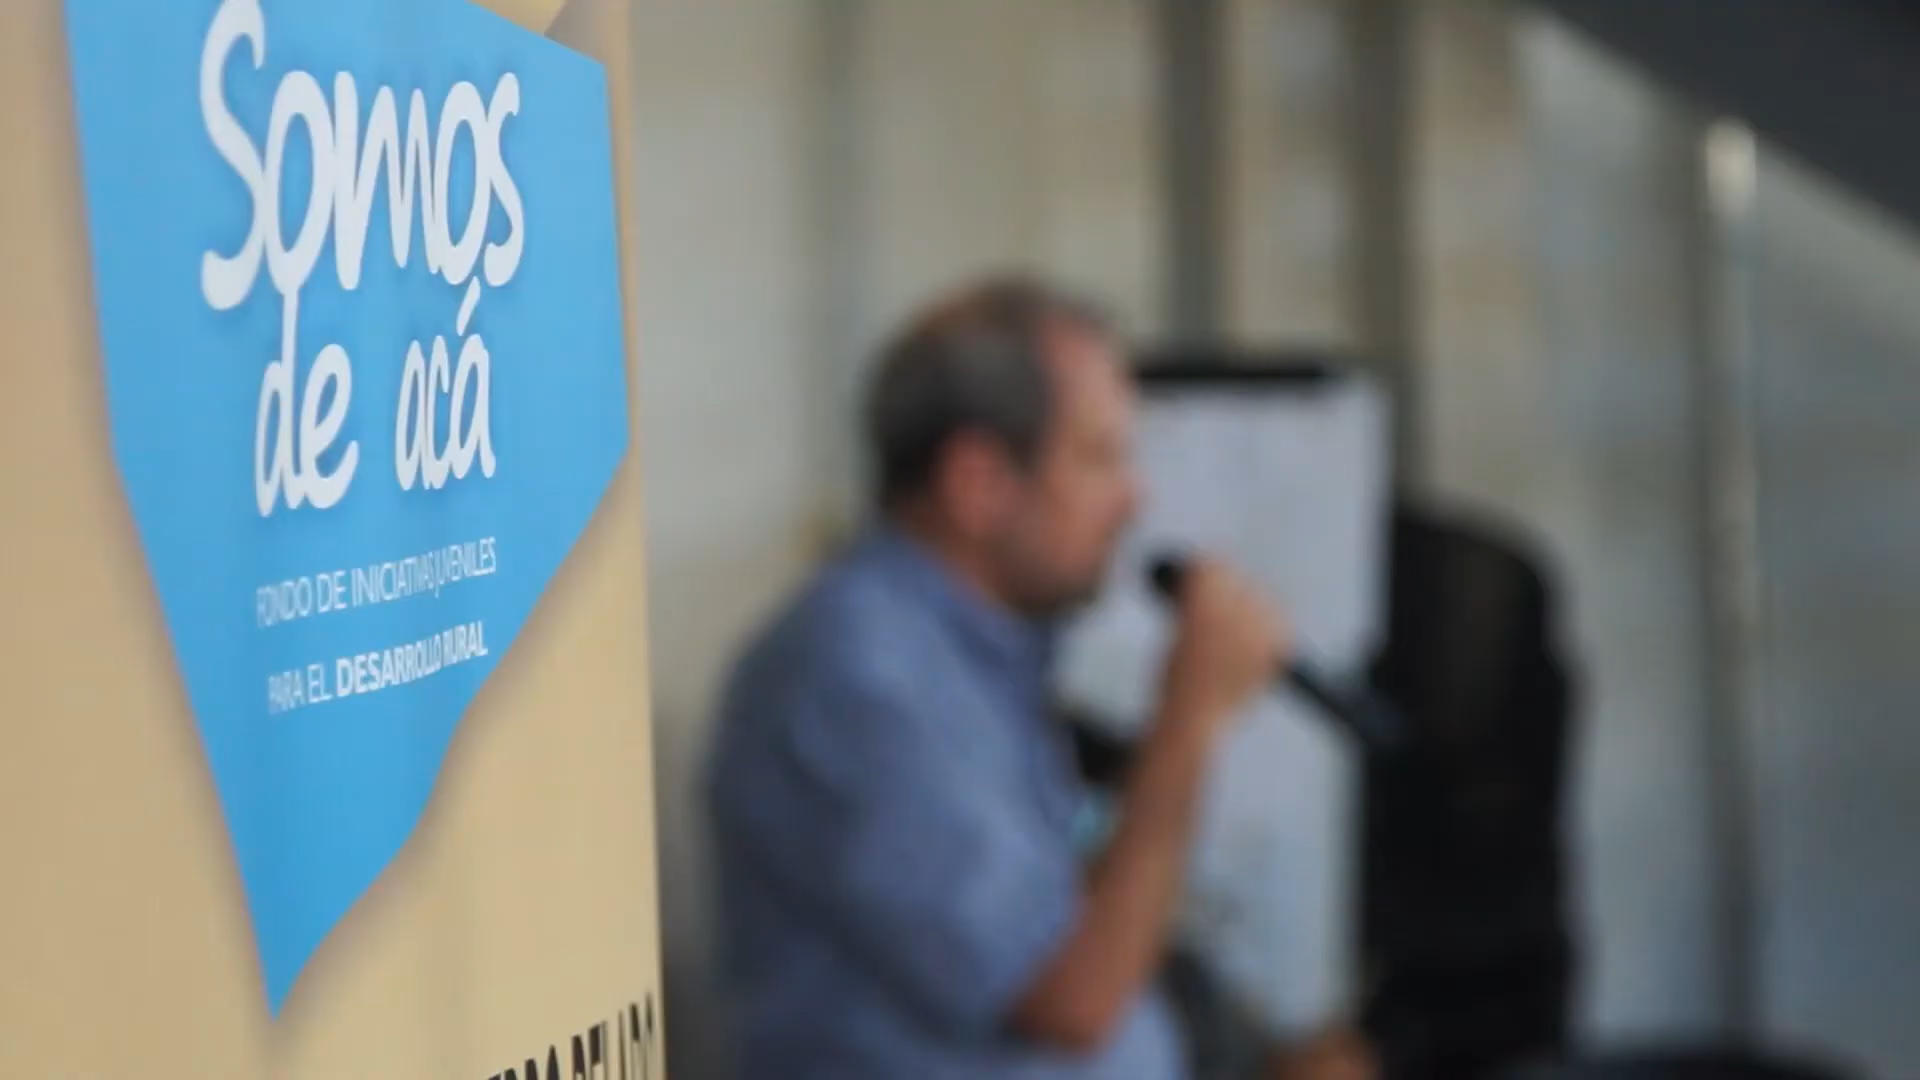 Somos
de acá
FONDO DE INICIATIVAS JUVENILES
PARA EL DESARROLLO RURAL